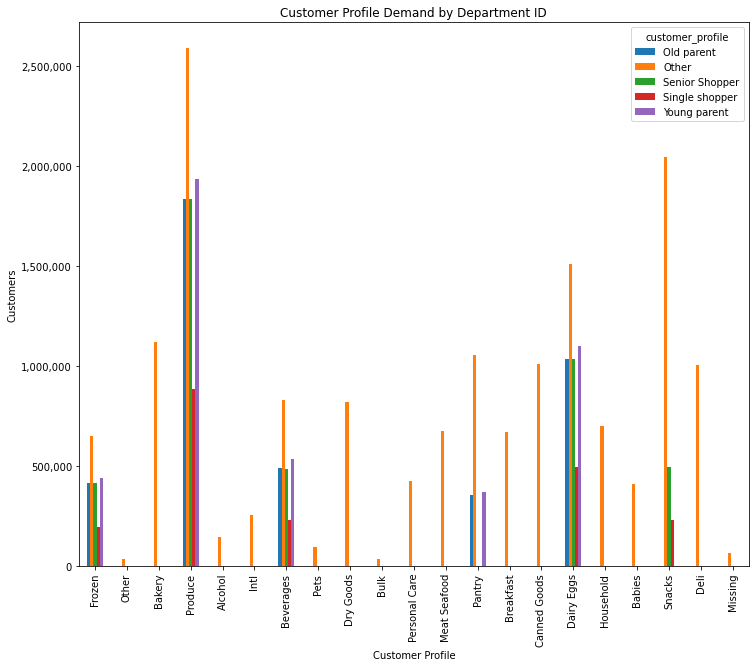 Customer Profile Demand by Department ID
customer_profile
Old parent
Other
Senior Shopper
Single shopper
Young parent
Customers
2,500,000
2,000,000
1,500,000
1,000,000
500,000
0
Frozen
Other
Bakery
Produce
Alcohol
Intl
Beverages
Pets
Dry Goods
Bulk
Personal Care
Meat Seafood
Pantry
Breakfast
Canned Goods
Dairy Eggs
Household
Babies
Snacks
Deli
Missing
Customer Profile